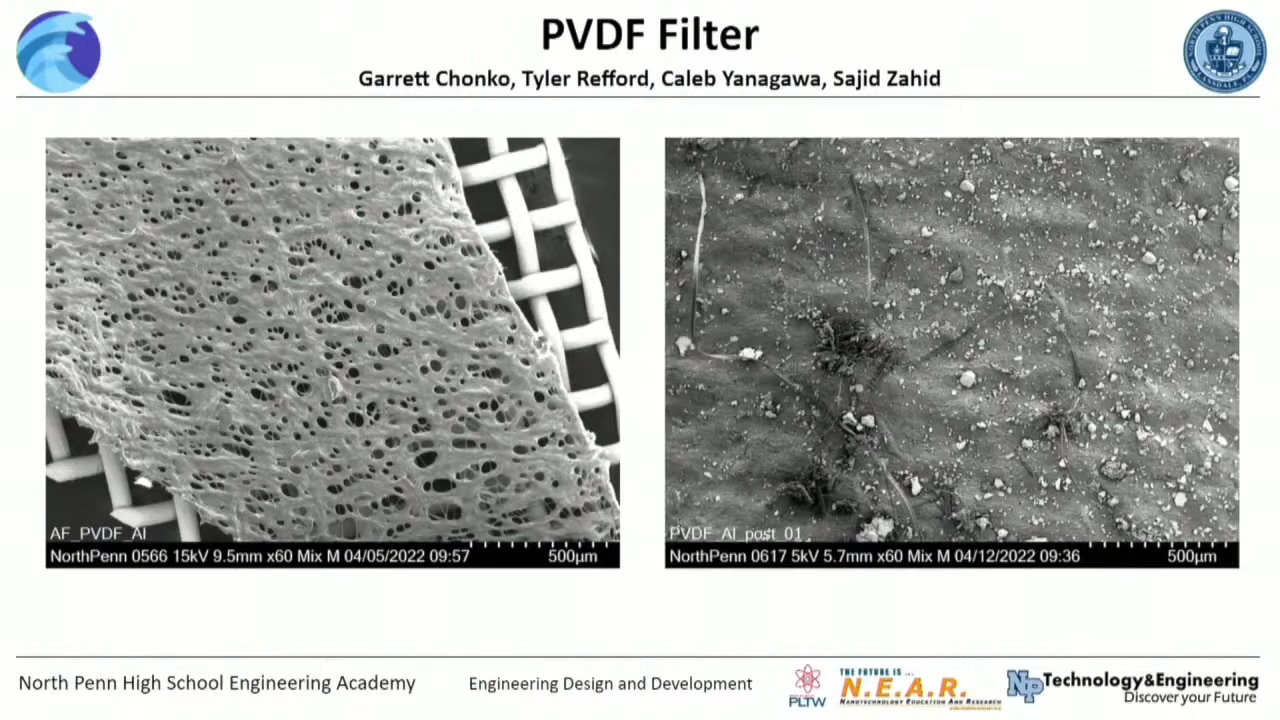 PVDF Filter
Garrett Chonko, Tyler Refford, Caleb Yanagawa, Sajid Zahid
AF_PVDF_AI
NorthPenn 0566 15kV 9.5mm x60 Mix M 04/05/2022 09:57
500µm
PVDF_AI_post_01
NorthPenn 0617 5kV 5.7mm x60 Mix M 04/12/2022 09:36
500µm
North Penn High School Engineering Academy
Engineering Design and Development
PLTW
THE FUTURE IS ...
N.E.A.R.
NANOTECHNOLOGY EDUCATION AND RESEARCH
NP
Technology&Engineering
Discover your Future